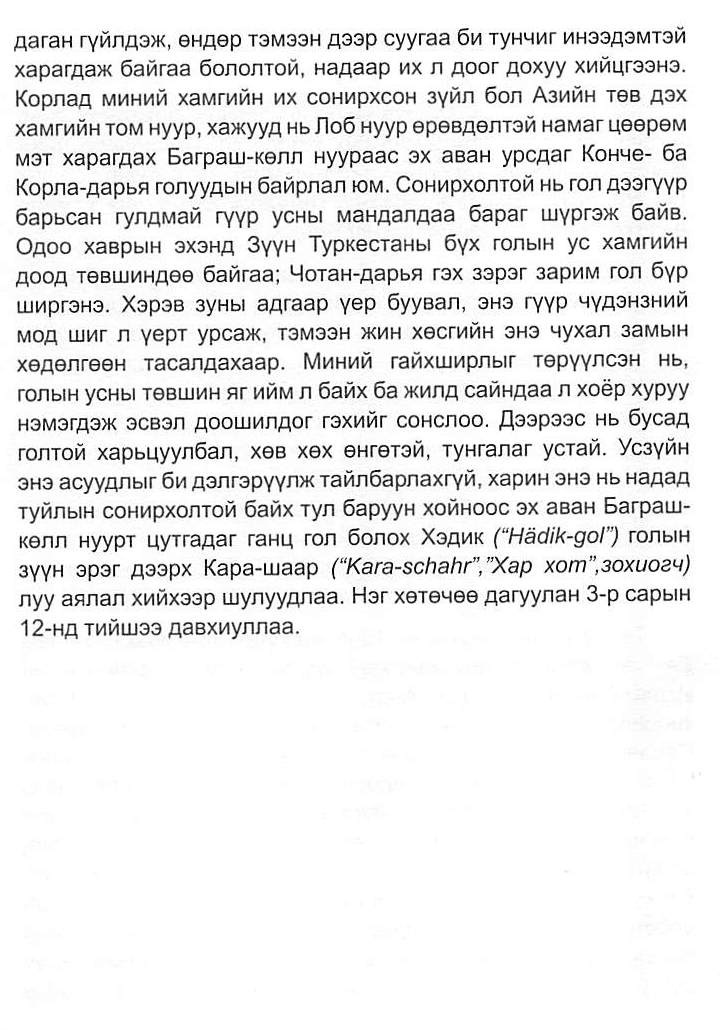 даган гүйлдэж, өндөр тэмээн дээр суугаа би тунчиг инээдэмтэй
харагдаж байгаа бололтой, надаар их л доог дохуу хийцгээнэ.
Корлад миний хамгийн их сонирхсон зүйл бол Азийн төв дэх
хамгийн том нуур, хажууд нь Лоб нуур өрөвдөлтэй намаг цөөрөм
мэт харагдах Баграш-көлл нуураас эх аван урсдаг Конче- ба
Корла-дарья голуудын байрлал юм. Сонирхолтой нь гол дээгүүр
барьсан гулдмай гүүр усны мандалдаа бараг шүргэж байв.
Одоо хаврын эхэнд Зүүн Туркестаны бүх голын ус хамгийн
доод төвшиндөө байгаа; Чотан-дарья гэх зэрэг зарим гол бүр
ширгэнэ. Хэрэв зуны адгаар үер буувал, энэ гүүр чүдэнзний
мод шиг л үерт урсаж, тэмээн жин хөсгийн энэ чухал замын
хөдөлгөөн тасалдахаар. Миний гайхширлыг төрүүлсэн нь,
голын усны төвшин яг ийм л байх ба жилд сайндаа л хоёр хуруу
нэмэгдэж эсвэл доошилдог гэхийг сонслоо. Дээрээс нь бусад
голтой харьцуулбал, хөв хөх өнгөтэй, тунгалаг устай. Усзүйн
энэ асуудлыг би дэлгэрүүлж тайлбарлахгүй, харин энэ нь надад
туйлын сонирхолтой байх тул баруун хойноос эх аван Баграш-
көлл нуурт цутгадаг ганц гол болох Хэдик (“Hädik-gol”) голын
зүүн эрэг дээрх Кара-шаар (“Kara-schahr”,”Хар хот”,зохиогч)
луу аялал хийхээр шулуудлаа. Нэг хөтөчөө дагуулан 3-р сарын
12-нд тийшээ давхиуллаа.